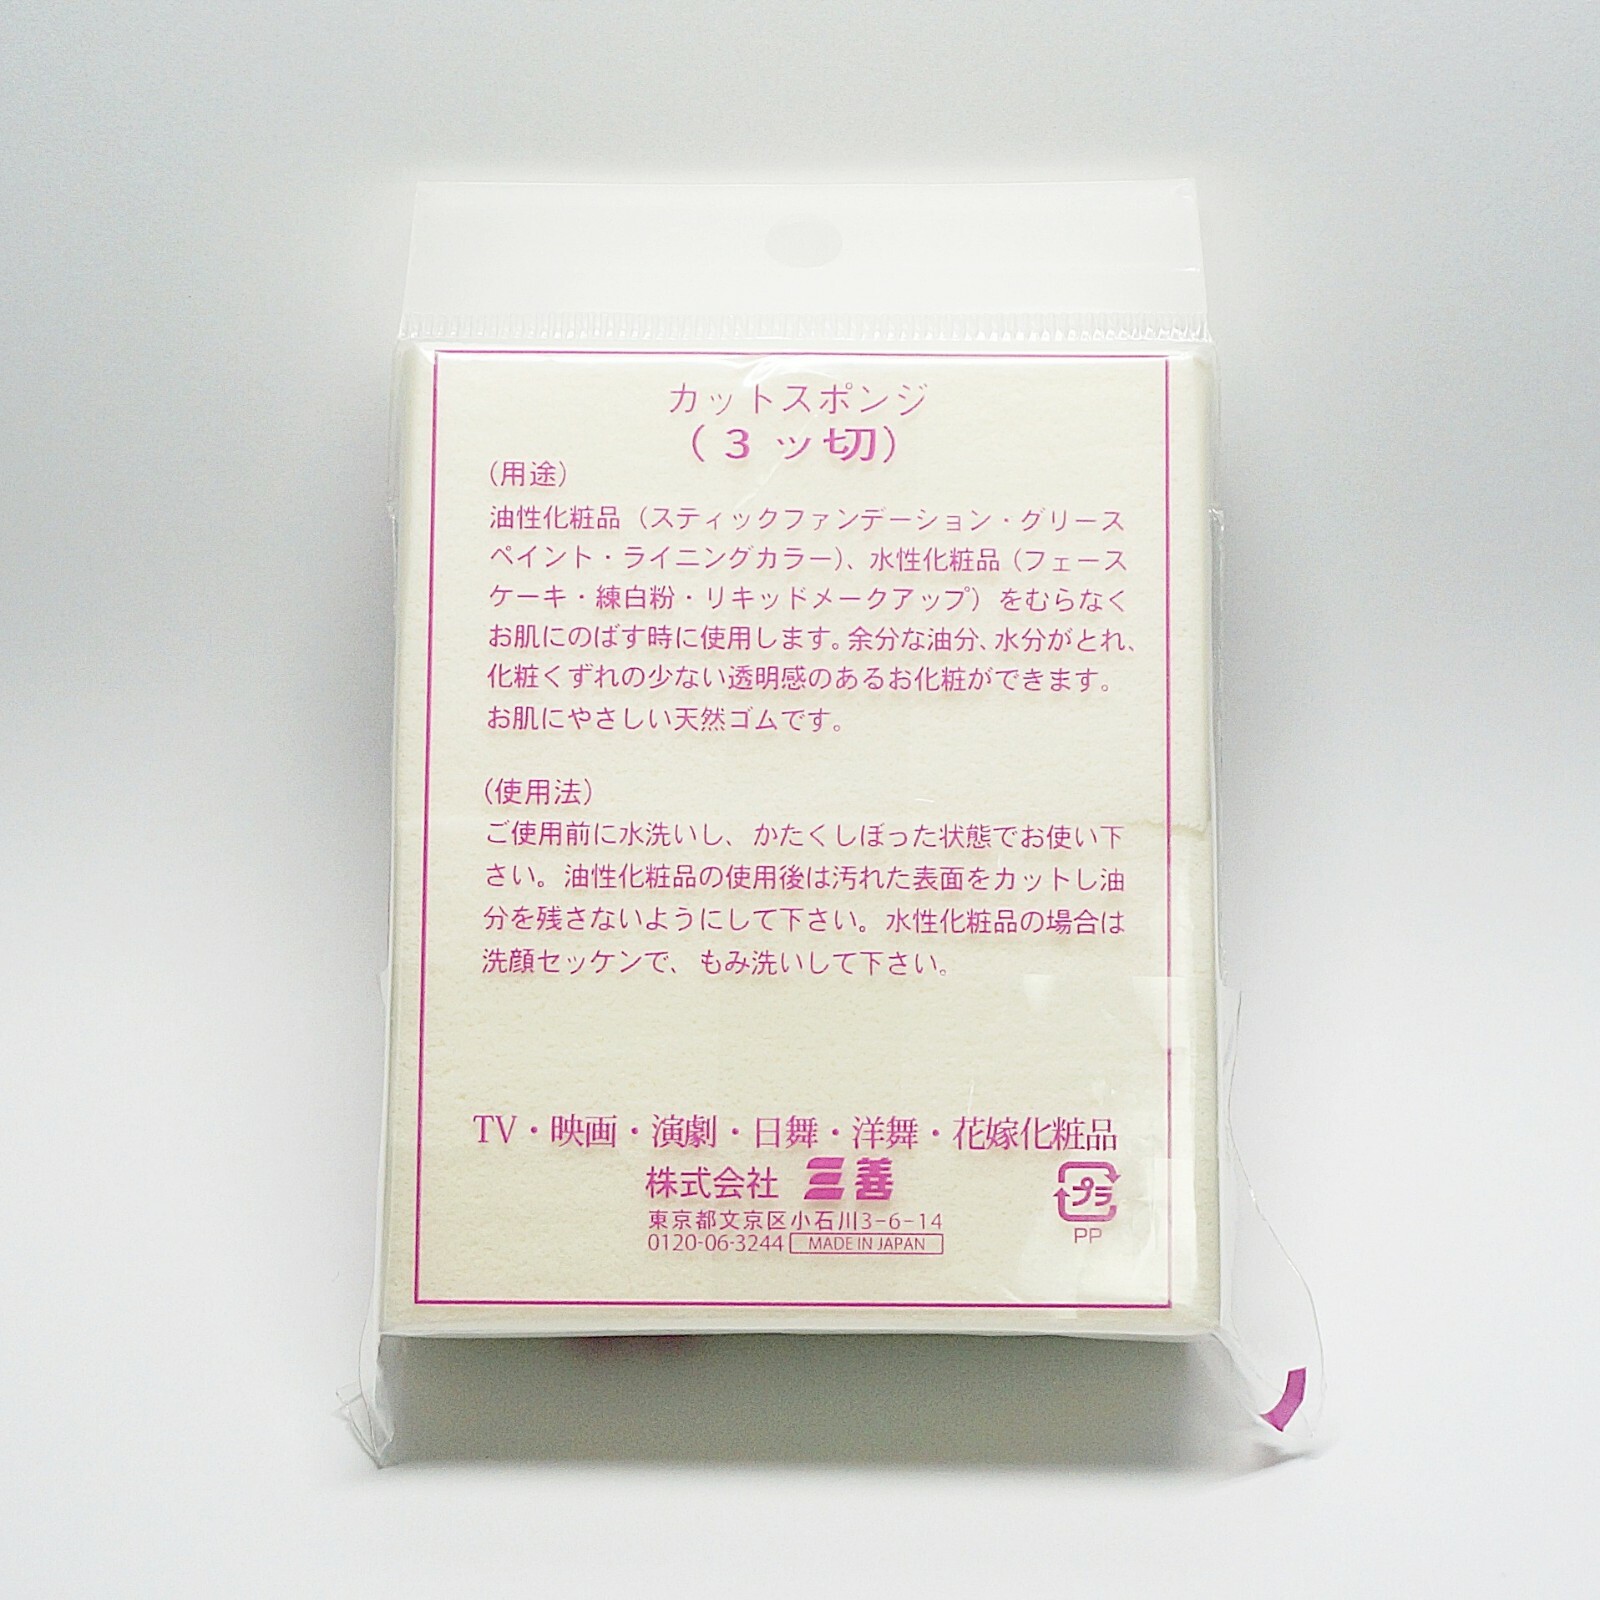 カットスポンジ
(3ッ切)
(用途)
油性化粧品(スティックファンデーション・グリース
ペイント・ライニングカラー)、水性化粧品(フェース
ケーキ・練白粉・リキッドメークアップ)をむらなく
お肌にのばす時に使用します。余分な油分、水分がとれ、
化粧くずれの少ない透明感のあるお化粧ができます。
お肌にやさしい天然ゴムです。
(使用法)
ご使用前に水洗いし、かたくしぼった状態でお使い下
さい。油性化粧品の使用後は汚れた表面をカットし油
分を残さないようにして下さい。水性化粧品の場合は
洗顔セッケンで、もみ洗いして下さい。
TV・映画・演劇・日舞・洋舞・花嫁化粧品
株式会社 三善
東京都文京区小石川3-6-14
0120-06-3244 MADE IN JAPAN
プラ
PP